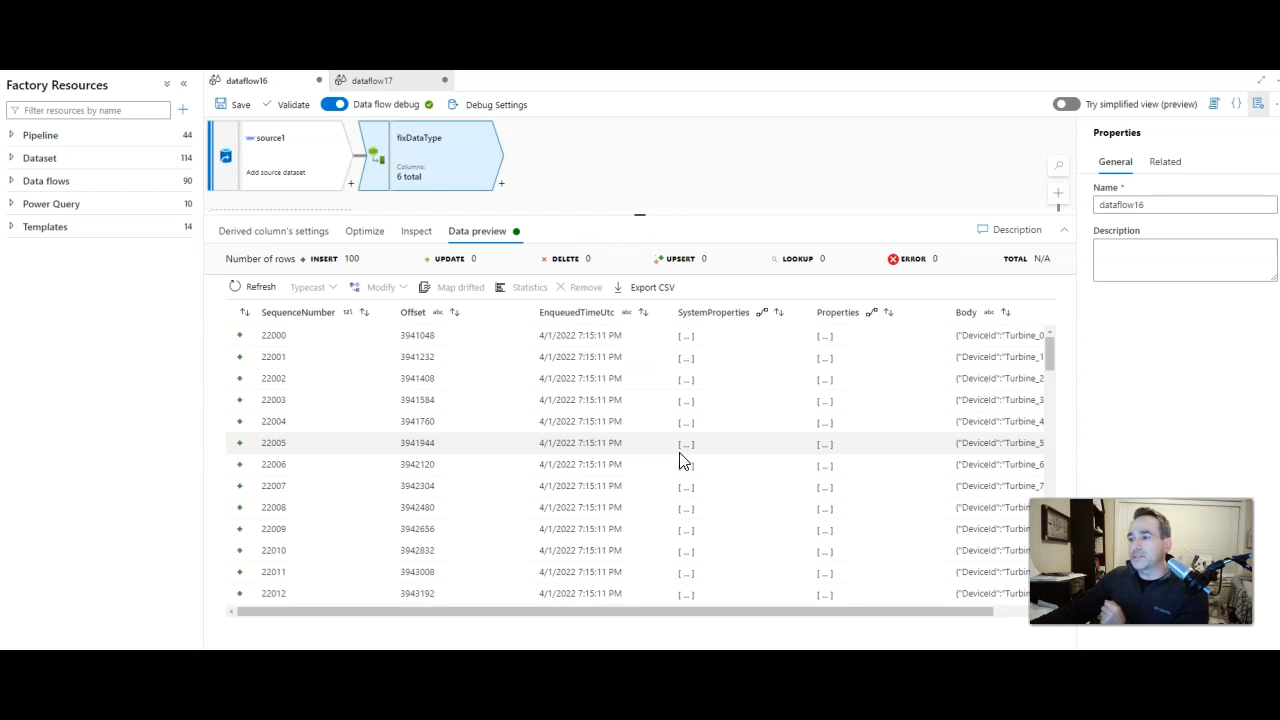 Factory Resources
Filter resources by name
Pipeline 44
Dataset 114
Data flows 90
Power Query 10
Templates 14
dataflow16
dataflow17
Save
Validate
Data flow debug
Debug Settings
Try simplified view (preview)
source1
Add source dataset
fixDataType
Columns:
6 total
Derived column's settings
Optimize
Inspect
Data preview
Description
Number of rows
INSERT 100
UPDATE 0
DELETE 0
UPSERT 0
LOOKUP 0
ERROR 0
TOTAL N/A
Refresh
Typecast
Modify
Map drifted
Statistics
Remove
Export CSV
SequenceNumber 123 Offset abc EnqueuedTimeUtc abc SystemProperties Properties Body abc
22000 3941048 4/1/2022 7:15:11 PM [ ... ] [ ... ] {"DeviceId":"Turbine_0
22001 3941232 4/1/2022 7:15:11 PM [ ... ] [ ... ] {"DeviceId":"Turbine_1
22002 3941408 4/1/2022 7:15:11 PM [ ... ] [ ... ] {"DeviceId":"Turbine_2
22003 3941584 4/1/2022 7:15:11 PM [ ... ] [ ... ] {"DeviceId":"Turbine_3
22004 3941760 4/1/2022 7:15:11 PM [ ... ] [ ... ] {"DeviceId":"Turbine_4
22005 3941944 4/1/2022 7:15:11 PM [ ... ] [ ... ] {"DeviceId":"Turbine_5
22006 3942120 4/1/2022 7:15:11 PM [ ... ] [ ... ] {"DeviceId":"Turbine_6
22007 3942304 4/1/2022 7:15:11 PM [ ... ] [ ... ] {"DeviceId":"Turbine_7
22008 3942480 4/1/2022 7:15:11 PM [ ... ] [ ... ] {"DeviceId":"
22009 3942656 4/1/2022 7:15:11 PM [ ... ] [ ... ] {"DeviceId":"
22010 3942832 4/1/2022 7:15:11 PM [ ... ] [ ... ] {"DeviceId":"
22011 3943008 4/1/2022 7:15:11 PM [ ... ] [ ... ] {"DeviceId":"
22012 3943192 4/1/2022 7:15:11 PM [ ... ] [ ... ] {"DeviceId":"
Properties
General
Related
Name *
dataflow16
Description